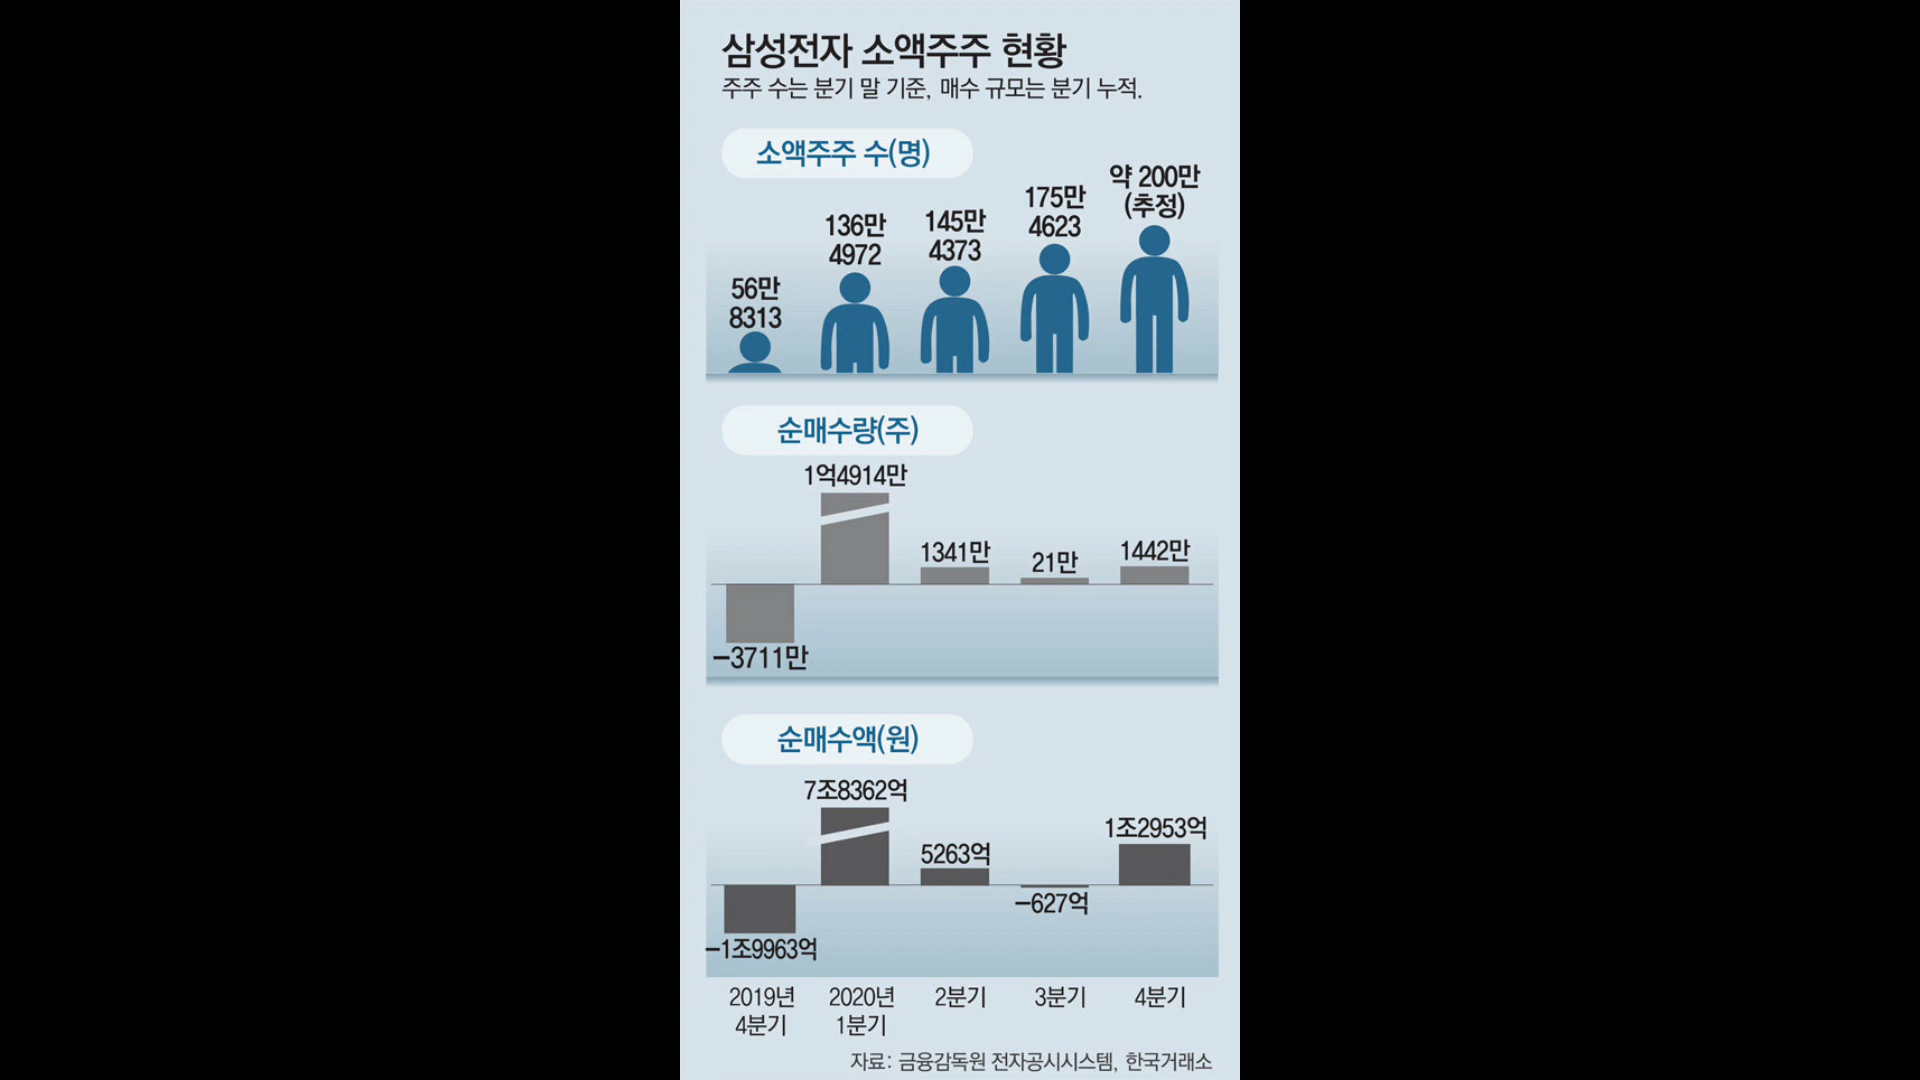 삼성전자 소액주주 현황
주주 수는 분기 말 기준, 매수 규모는 분기 누적.
소액주주 수(명)
56만
8313
136만
4972
145만
4373
175만
4623
약 200만
(추정)
순매수량(주)
-3711만
1억4914만
1341만
21만
1442만
순매수액(원)
-1조9963억
7조8362억
5263억
-627억
1조2953억
2019년
4분기
2020년
1분기
2분기
3분기
4분기
자료: 금융감독원 전자공시시스템, 한국거래소